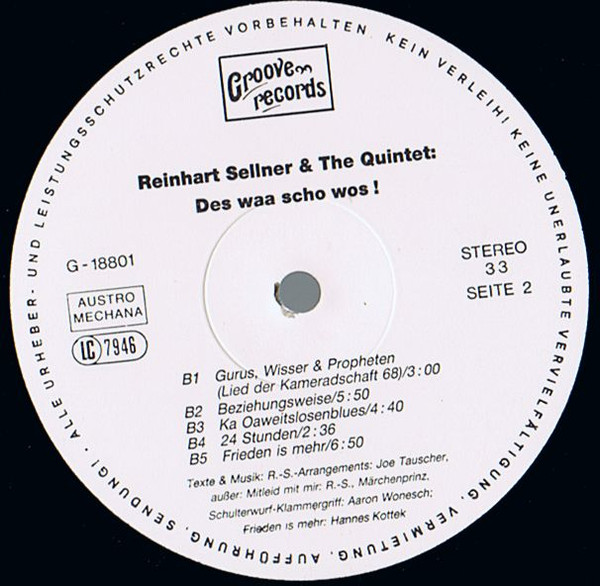 ALLE URHEBER- UND LEISTUNGSSCHUTZRECHTE VORBEHALTEN. KEIN VERLEIH! KEINE UNERLAUBTE VERVIELFÄLTIGUNG, VERMIETUNG, AUFFÜHRUNG, SENDUNG! ·
Groove
records
Reinhart Sellner & The Quintet:
Des waa scho wos!
G-18801
AUSTRO
MECHANA
LC 7946
STEREO
33
SEITE 2
B1 Gurus, Wisser & Propheten
(Lied der Kameradschaft 68)/3:00
B2 Beziehungsweise/5:50
B3 Ka Oaweitslosenblues/4:40
B4 24 Stunden/2:36
B5 Frieden is mehr/6:50
Texte & Musik: R.-S.-Arrangements: Joe Tauscher,
außer: Mitleid mit mir: R.-S., Märchenprinz,
Schulterwurf-Klammergriff: Aaron Wonesch;
Frieden is mehr: Hannes Kottek